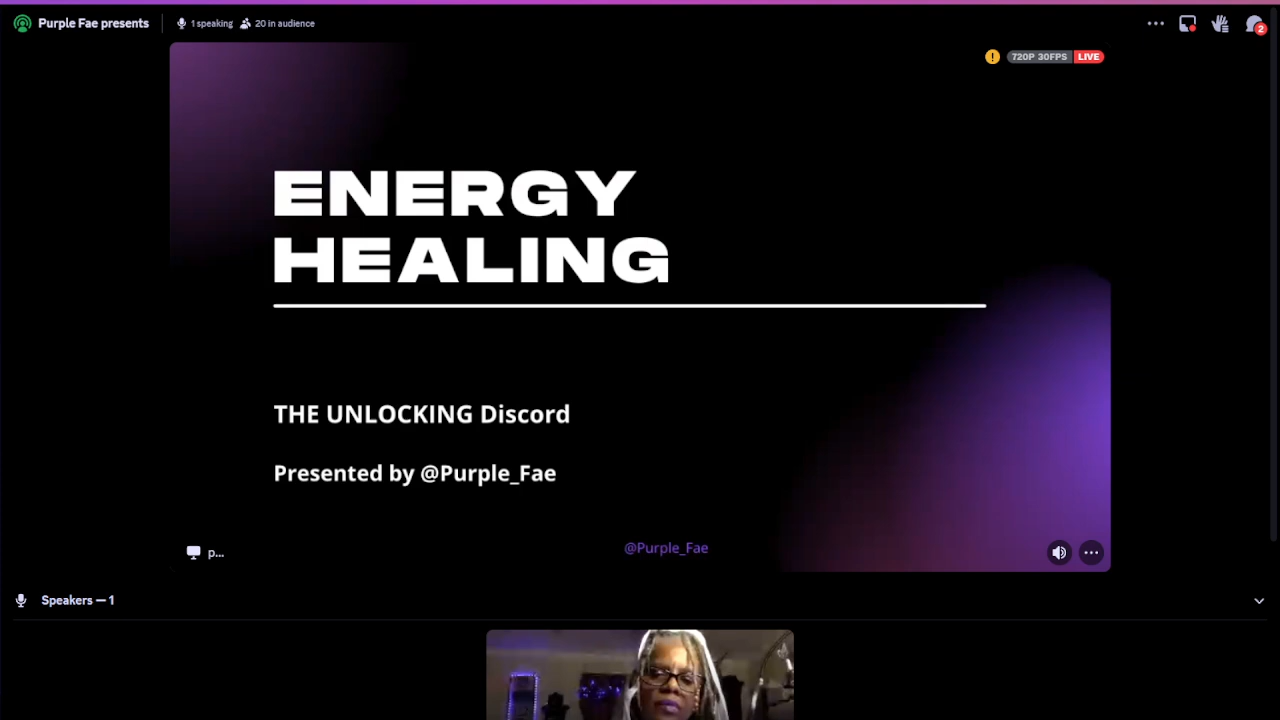 Purple Fae presents
1 speaking
20 in audience
2
720P 30FPS
LIVE
ENERGY
HEALING
THE UNLOCKING Discord
Presented by @Purple_Fae
@Purple_Fae
p...
Speakers — 1